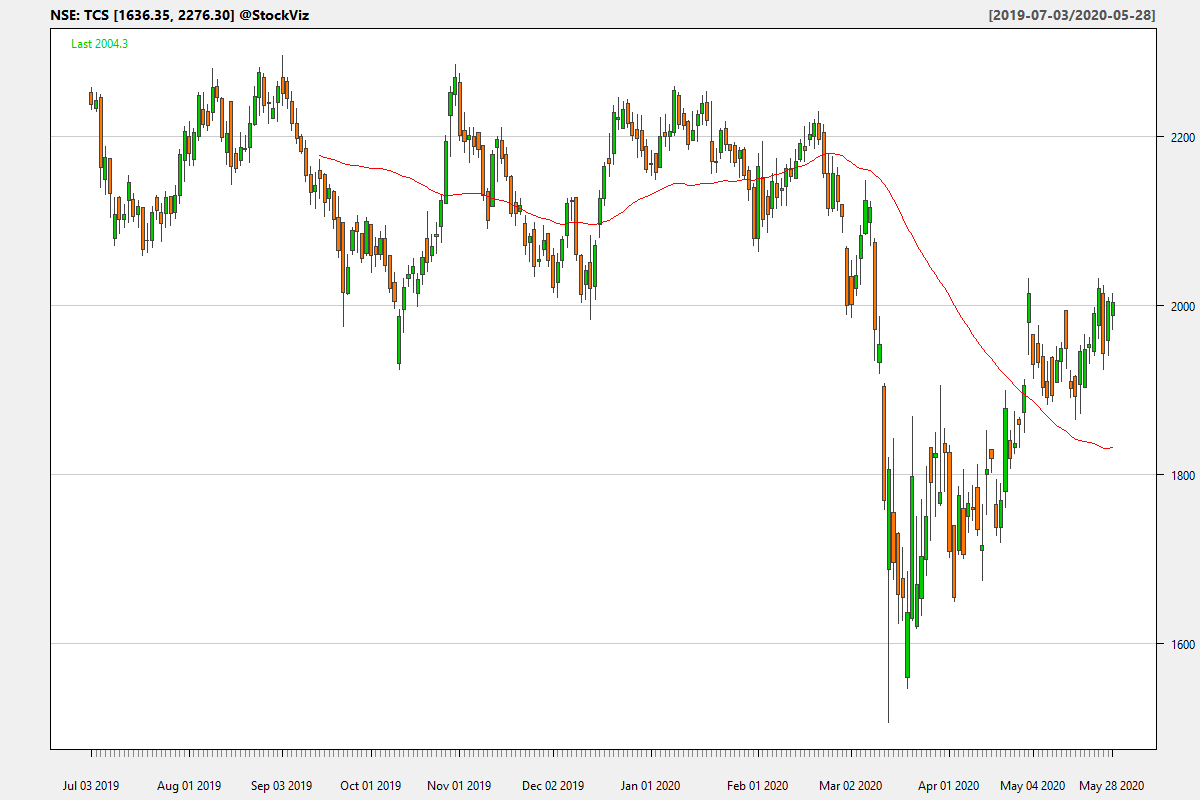 NSE: TCS [1636.35, 2276.30] @StockViz [2019-07-03/2020-05-28]
Last 2004.3
2200
2000
1800
1600
Jul 03 2019 Aug 01 2019 Sep 03 2019 Oct 01 2019 Nov 01 2019 Dec 02 2019 Jan 01 2020 Feb 01 2020 Mar 02 2020 Apr 01 2020 May 04 2020 May 28 2020